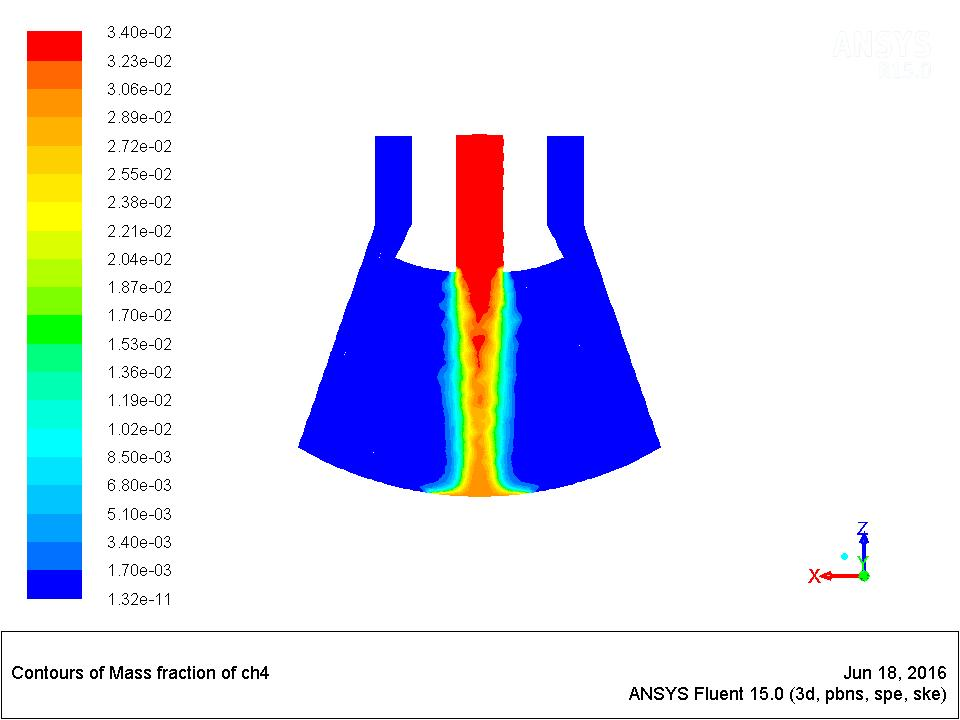 3.40e-02
3.23e-02
3.06e-02
2.89e-02
2.72e-02
2.55e-02
2.38e-02
2.21e-02
2.04e-02
1.87e-02
1.70e-02
1.53e-02
1.36e-02
1.19e-02
1.02e-02
8.50e-03
6.80e-03
5.10e-03
3.40e-03
1.70e-03
1.32e-11
ANSYS
R15.0
Z
Y
X
Contours of Mass fraction of ch4
Jun 18, 2016
ANSYS Fluent 15.0 (3d, pbns, spe, ske)